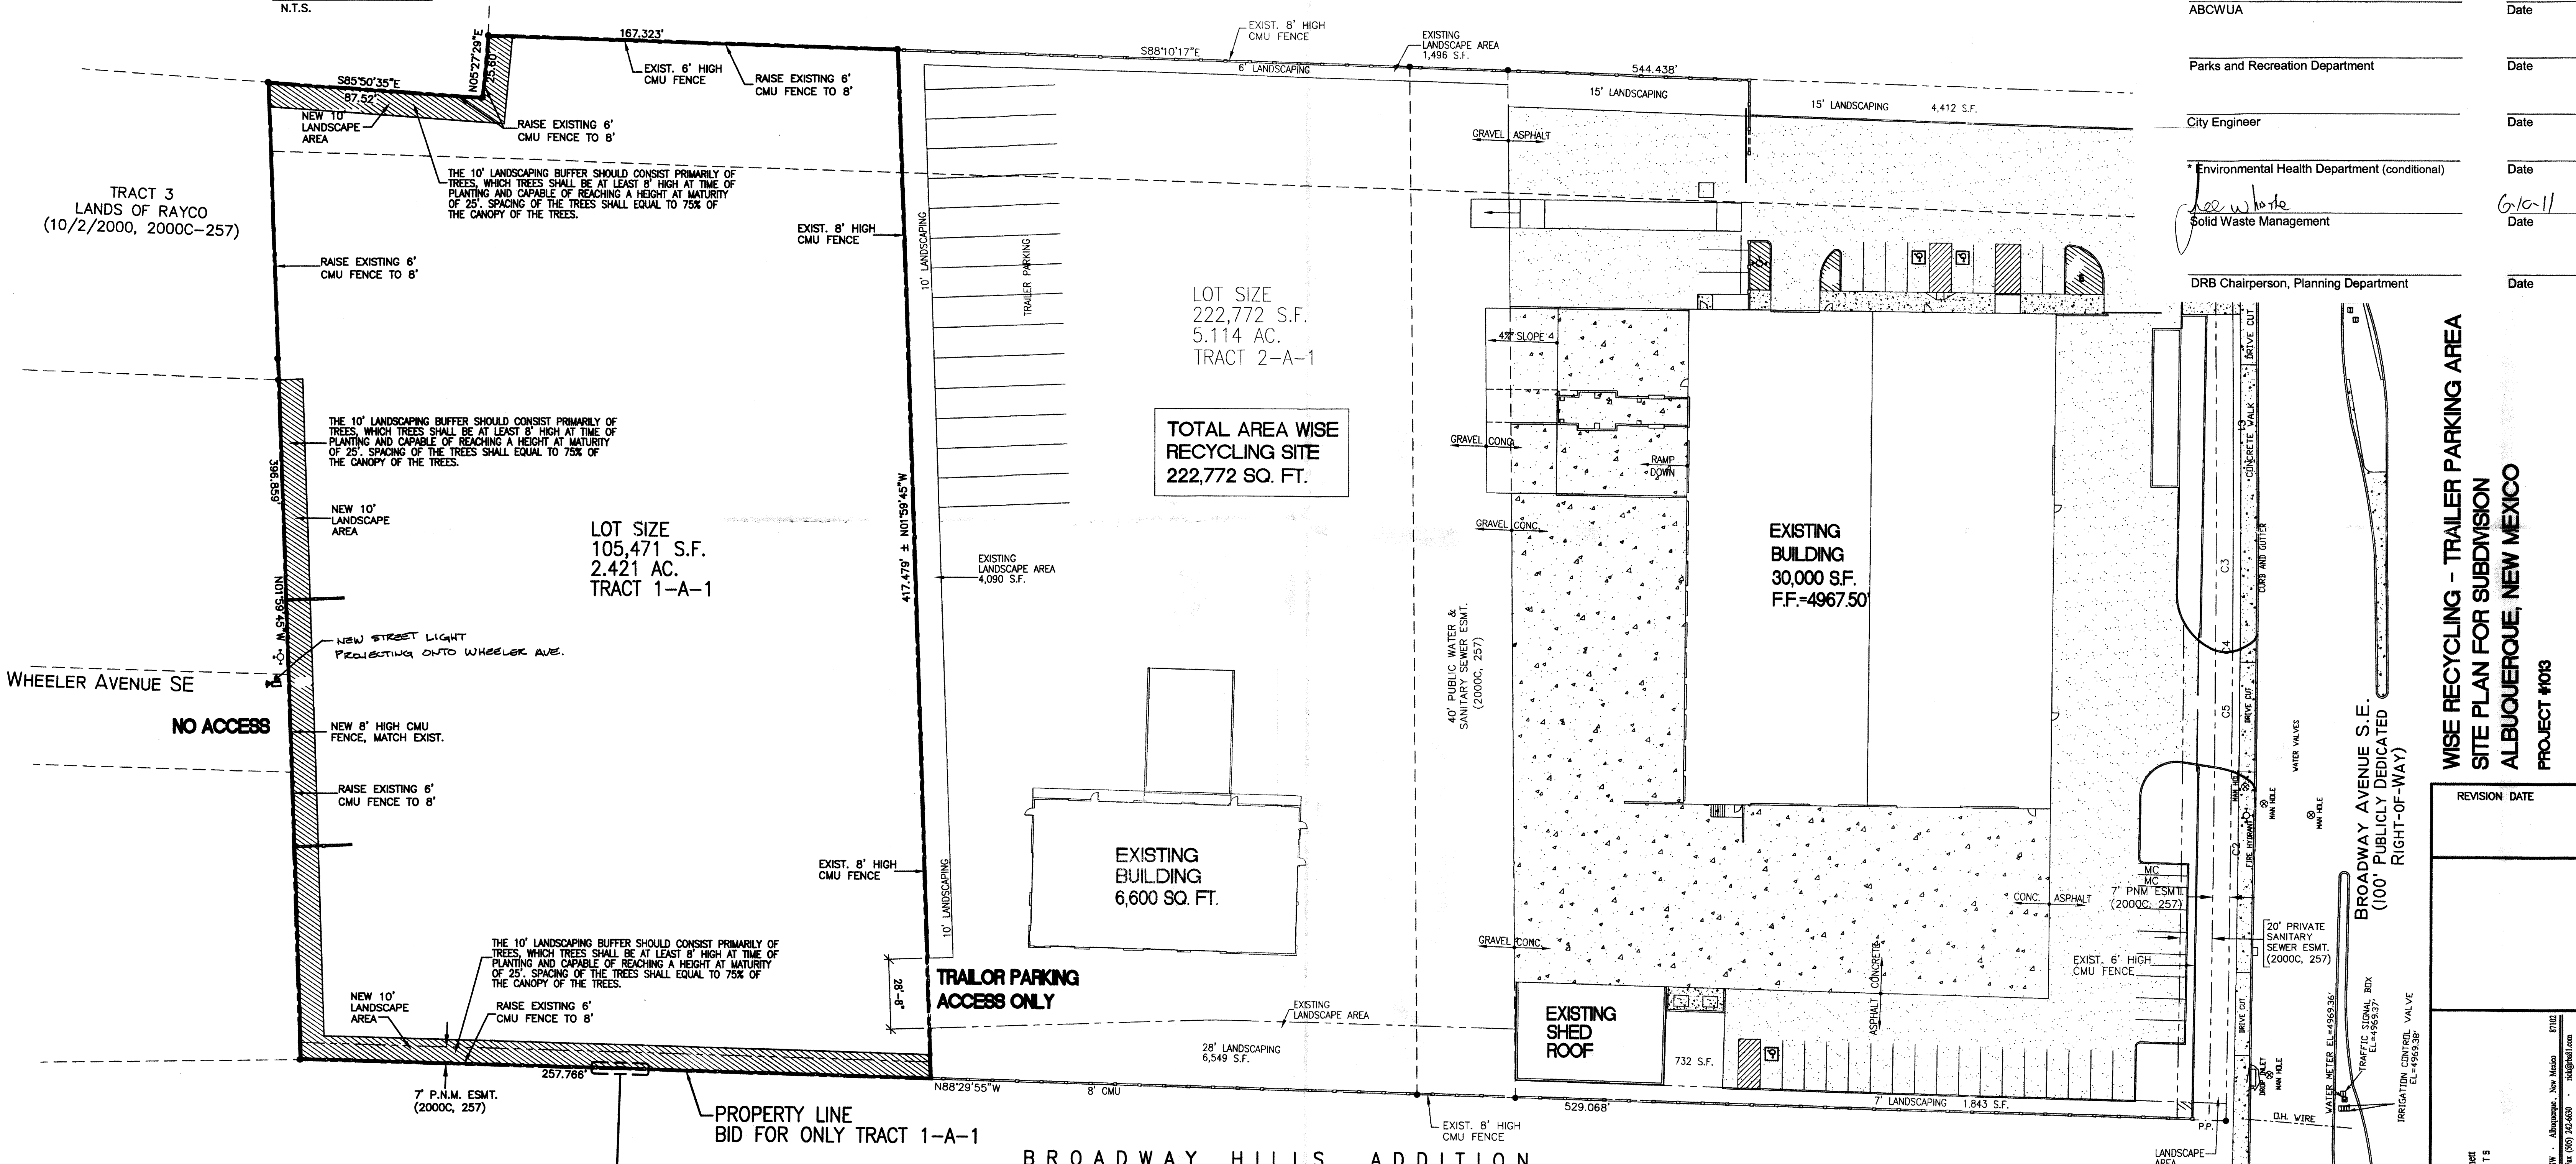 N.T.S.
S85°50'35"E
87.52'
N05°27'29"E
25.60'
167.323'
EXIST. 6' HIGH
CMU FENCE
RAISE EXISTING 6'
CMU FENCE TO 8'
NEW 10'
LANDSCAPE
AREA
RAISE EXISTING 6'
CMU FENCE TO 8'
THE 10' LANDSCAPING BUFFER SHOULD CONSIST PRIMARILY OF
TREES, WHICH TREES SHALL BE AT LEAST 8' HIGH AT TIME OF
PLANTING AND CAPABLE OF REACHING A HEIGHT AT MATURITY
OF 25'. SPACING OF THE TREES SHALL EQUAL TO 75% OF
THE CANOPY OF THE TREES.
TRACT 3
LANDS OF RAYCO
(10/2/2000, 2000C-257)
RAISE EXISTING 6'
CMU FENCE TO 8'
EXIST. 8' HIGH
CMU FENCE
THE 10' LANDSCAPING BUFFER SHOULD CONSIST PRIMARILY OF
TREES, WHICH TREES SHALL BE AT LEAST 8' HIGH AT TIME OF
PLANTING AND CAPABLE OF REACHING A HEIGHT AT MATURITY
OF 25'. SPACING OF THE TREES SHALL EQUAL TO 75% OF
THE CANOPY OF THE TREES.
396.859'
NEW 10'
LANDSCAPE
AREA
LOT SIZE
105,471 S.F.
2.421 AC.
TRACT 1-A-1
417.479' ± N01°59'45"W
N01°59'45"W
NEW STREET LIGHT
PROJECTING ONTO WHEELER AVE.
WHEELER AVENUE SE
NO ACCESS
NEW 8' HIGH CMU
FENCE, MATCH EXIST.
RAISE EXISTING 6'
CMU FENCE TO 8'
EXIST. 8' HIGH
CMU FENCE
THE 10' LANDSCAPING BUFFER SHOULD CONSIST PRIMARILY OF
TREES, WHICH TREES SHALL BE AT LEAST 8' HIGH AT TIME OF
PLANTING AND CAPABLE OF REACHING A HEIGHT AT MATURITY
OF 25'. SPACING OF THE TREES SHALL EQUAL TO 75% OF
THE CANOPY OF THE TREES.
NEW 10'
LANDSCAPE
AREA
RAISE EXISTING 6'
CMU FENCE TO 8'
28'-8"
7' P.N.M. ESMT.
(2000C, 257)
257.766'
PROPERTY LINE
BID FOR ONLY TRACT 1-A-1
S88°10'17"E
EXIST. 8' HIGH
CMU FENCE
6' LANDSCAPING
EXISTING
LANDSCAPE AREA
1,496 S.F.
544.438'
15' LANDSCAPING
15' LANDSCAPING 4,412 S.F.
GRAVEL ASPHALT
10' LANDSCAPING
TRAILER PARKING
LOT SIZE
222,772 S.F.
5.114 AC.
TRACT 2-A-1
TOTAL AREA WISE
RECYCLING SITE
222,772 SQ. FT.
EXISTING
LANDSCAPE AREA
4,090 S.F.
40' PUBLIC WATER &
SANITARY SEWER ESMT.
(2000C, 257)
SLOPE
GRAVEL CONC.
RAMP
DOWN
GRAVEL CONC.
EXISTING
BUILDING
30,000 S.F.
F.F.=4967.50'
EXISTING
BUILDING
6,600 SQ. FT.
10' LANDSCAPING
TRAILOR PARKING
ACCESS ONLY
GRAVEL CONC.
EXISTING
LANDSCAPE AREA
28' LANDSCAPING
6,549 S.F.
N88°29'55"W
8' CMU
EXISTING
SHED
ROOF
732 S.F.
ASPHALT CONCRETE
CONC. ASPHALT
MC
MC
7' PNM ESMT.
(2000C, 257)
EXIST. 6' HIGH
CMU FENCE
20' PRIVATE
SANITARY
SEWER ESMT.
(2000C, 257)
529.068'
7' LANDSCAPING 1,843 S.F.
EXIST. 8' HIGH
CMU FENCE
P.P.
O.H. WIRE
LANDSCAPE
AREA
BROADWAY HILLS ADDITION
DRIVE CUT
CONCRETE WALK
CURB AND GUTTER
C3
C4
C5
C2
DRIVE CUT
WATER VALVES
MAN HOLE
MAN HOLE
MAN HOLE
FIRE HYDRANT
DRIVE CUT
DROP INLET
MAN HOLE
WATER METER EL=4969.36'
TRAFFIC SIGNAL BOX
EL=4969.37'
IRRIGATION CONTROL VALVE
EL=4969.38'
BROADWAY AVENUE S.E.
(100' PUBLICLY DEDICATED
RIGHT-OF-WAY)
ABCWUA Date
Parks and Recreation Department Date
City Engineer Date
* Environmental Health Department (conditional) Date
Solid Waste Management Date
DRB Chairperson, Planning Department Date
WISE RECYCLING - TRAILER PARKING AREA
SITE PLAN FOR SUBDIVISION
ALBUQUERQUE, NEW MEXICO
PROJECT #1013
REVISION DATE
Albuquerque, New Mexico 87102